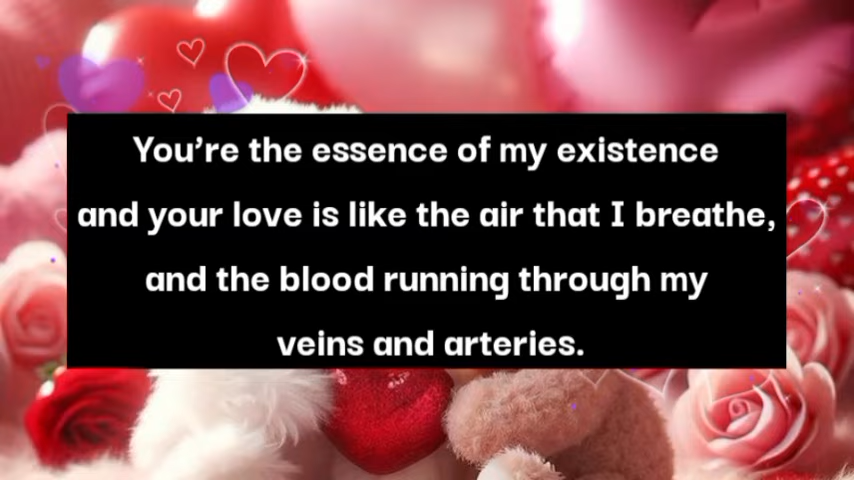 You’re the essence of my existence
and your love is like the air that I breathe,
and the blood running through my
veins and arteries.